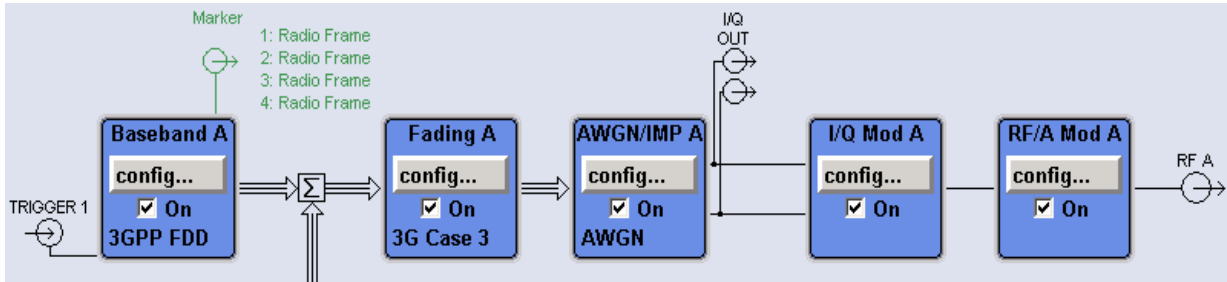 Marker
1: Radio Frame
2: Radio Frame
3: Radio Frame
4: Radio Frame
I/Q
OUT
Baseband A
config...
On
3GPP FDD
TRIGGER 1
Σ
Fading A
config...
On
3G Case 3
AWGN/IMP A
config...
On
AWGN
I/Q Mod A
config...
On
RF/A Mod A
config...
On
RF A